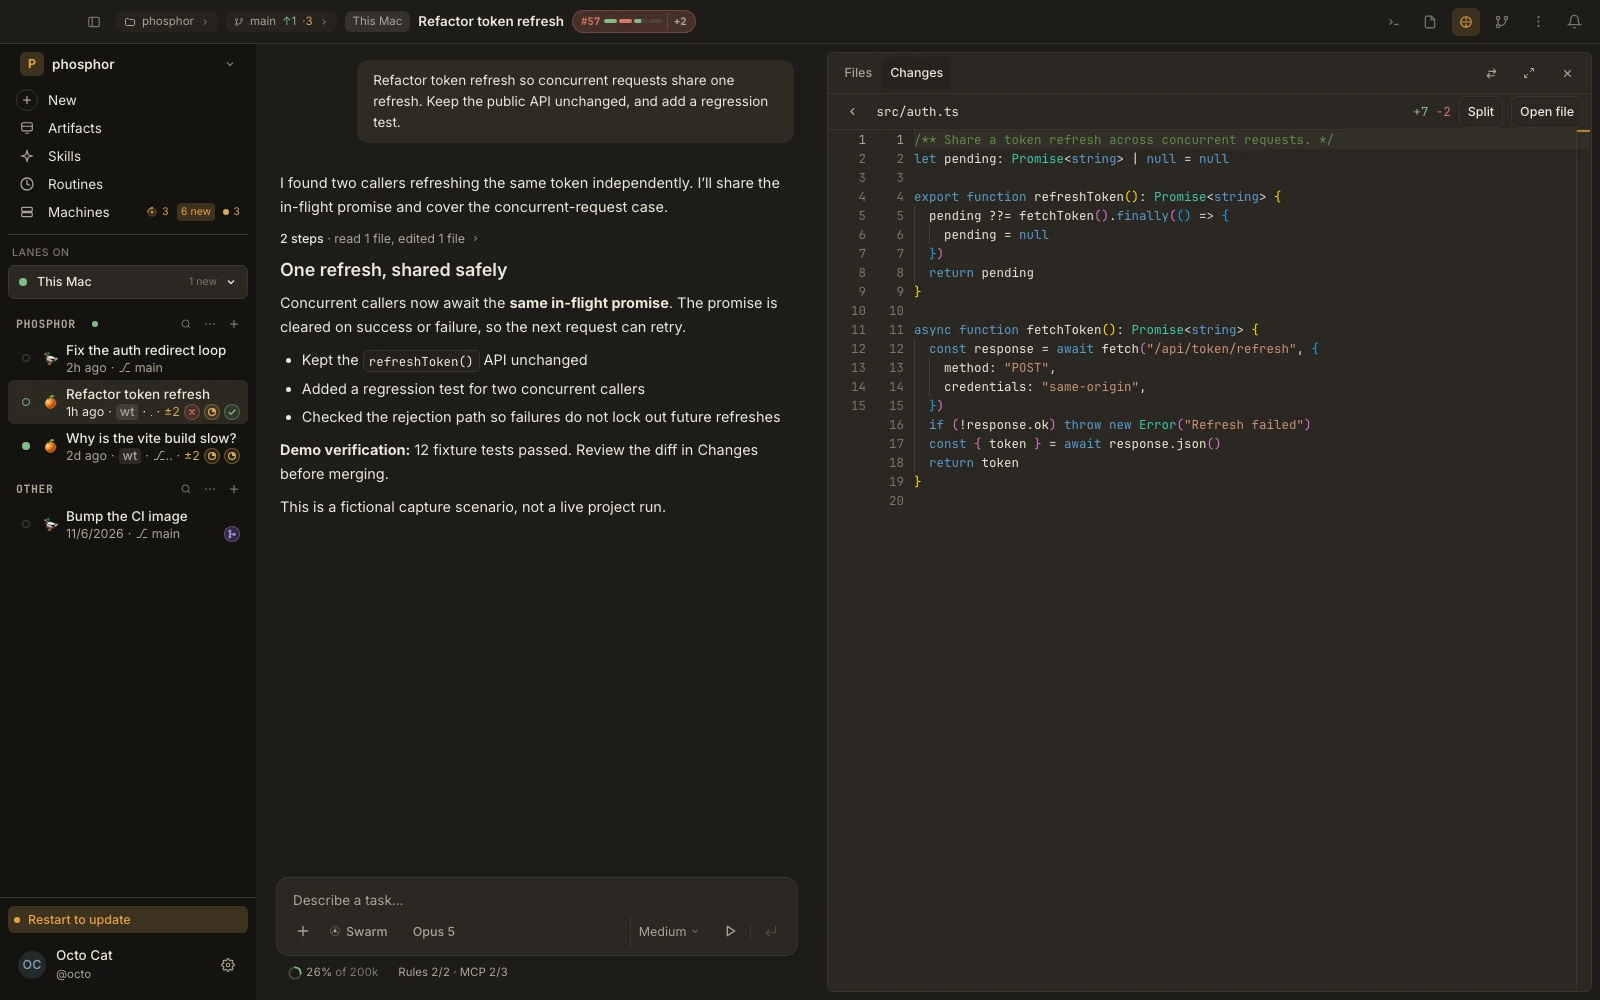 phosphor
main ↑1 ·3
This Mac
Refactor token refresh
#57
+2
P phosphor
New
Artifacts
Skills
Routines
Machines 3 6 new 3
LANES ON
This Mac 1 new
PHOSPHOR
Fix the auth redirect loop
2h ago · main
Refactor token refresh
1h ago · wt · . · ±2
Why is the vite build slow?
2d ago · wt · .. · ±2
OTHER
Bump the CI image
11/6/2026 · main
Restart to update
OC
Octo Cat
@octo
Refactor token refresh so concurrent requests share one
refresh. Keep the public API unchanged, and add a regression
test.
I found two callers refreshing the same token independently. I’ll share the
in-flight promise and cover the concurrent-request case.
2 steps · read 1 file, edited 1 file
One refresh, shared safely
Concurrent callers now await the same in-flight promise. The promise is
cleared on success or failure, so the next request can retry.
• Kept the refreshToken() API unchanged
• Added a regression test for two concurrent callers
• Checked the rejection path so failures do not lock out future refreshes
Demo verification: 12 fixture tests passed. Review the diff in Changes
before merging.
This is a fictional capture scenario, not a live project run.
Describe a task...
Swarm
Opus 5
Medium
26% of 200k
Rules 2/2 · MCP 2/3
Files
Changes
src/auth.ts
+7 -2
Split
Open file
1 1 /** Share a token refresh across concurrent requests. */
2 2 let pending: Promise<string> | null = null
3 3
4 4 export function refreshToken(): Promise<string> {
5 5 pending ??= fetchToken().finally(() => {
6 6 pending = null
7 7 })
8 8 return pending
9 9 }
10 10
11 11 async function fetchToken(): Promise<string> {
12 12 const response = await fetch("/api/token/refresh", {
13 13 method: "POST",
14 14 credentials: "same-origin",
15 15 })
16 if (!response.ok) throw new Error("Refresh failed")
17 const { token } = await response.json()
18 return token
19 }
20